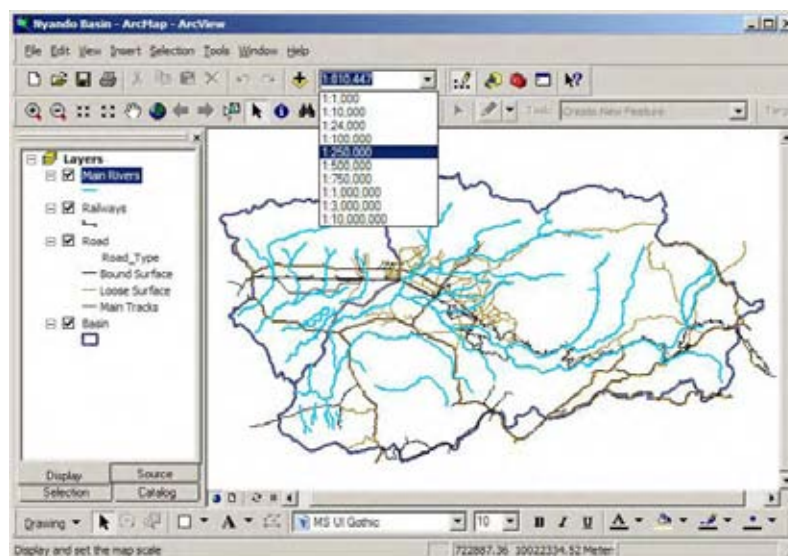 Nyando Basin - ArcMap - ArcView
File Edit View Insert Selection Tools Window Help
1:810,447
1:1,000
1:10,000
1:24,000
1:100,000
1:250,000
1:500,000
1:750,000
1:1,000,000
1:3,000,000
1:10,000,000
Task: Create New Feature
Layers
Main Rivers
Railways
Road
Road_Type
Bound Surface
Loose Surface
Main Tracks
Basin
Display Source
Selection Catalog
Drawing A MS UI Gothic 10 B I U A
Display and set the map scale 722887.36 10022334.52 Meter